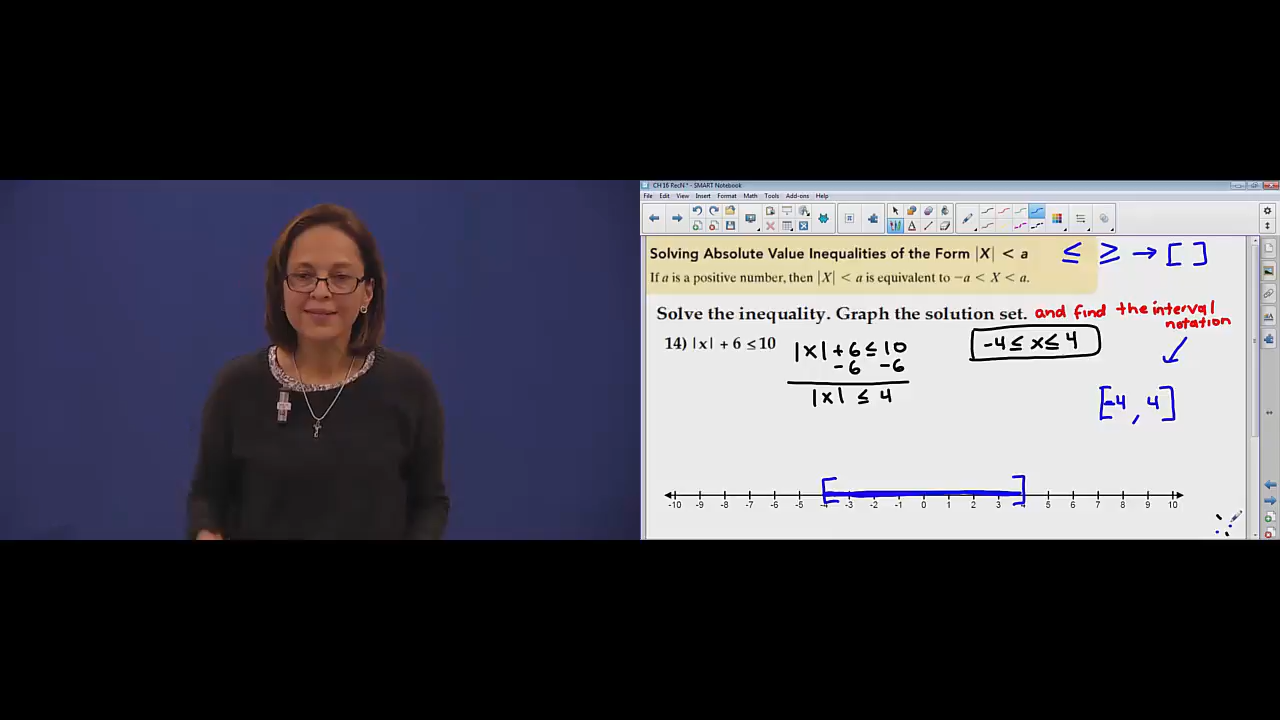 CH 16 RecN * - SMART Notebook
File Edit View Insert Format Math Tools Add-ons Help
Solving Absolute Value Inequalities of the Form |X| < a
≤ ≥ → [ ]
If a is a positive number, then |X| < a is equivalent to −a < X < a.
Solve the inequality. Graph the solution set. and find the interval
notation
14) |x| + 6 ≤ 10
|x| + 6 ≤ 10
-6 -6
|x| ≤ 4
-4 ≤ x ≤ 4
[-4, 4]
-10 -9 -8 -7 -6 -5 -4 -3 -2 -1 0 1 2 3 4 5 6 7 8 9 10